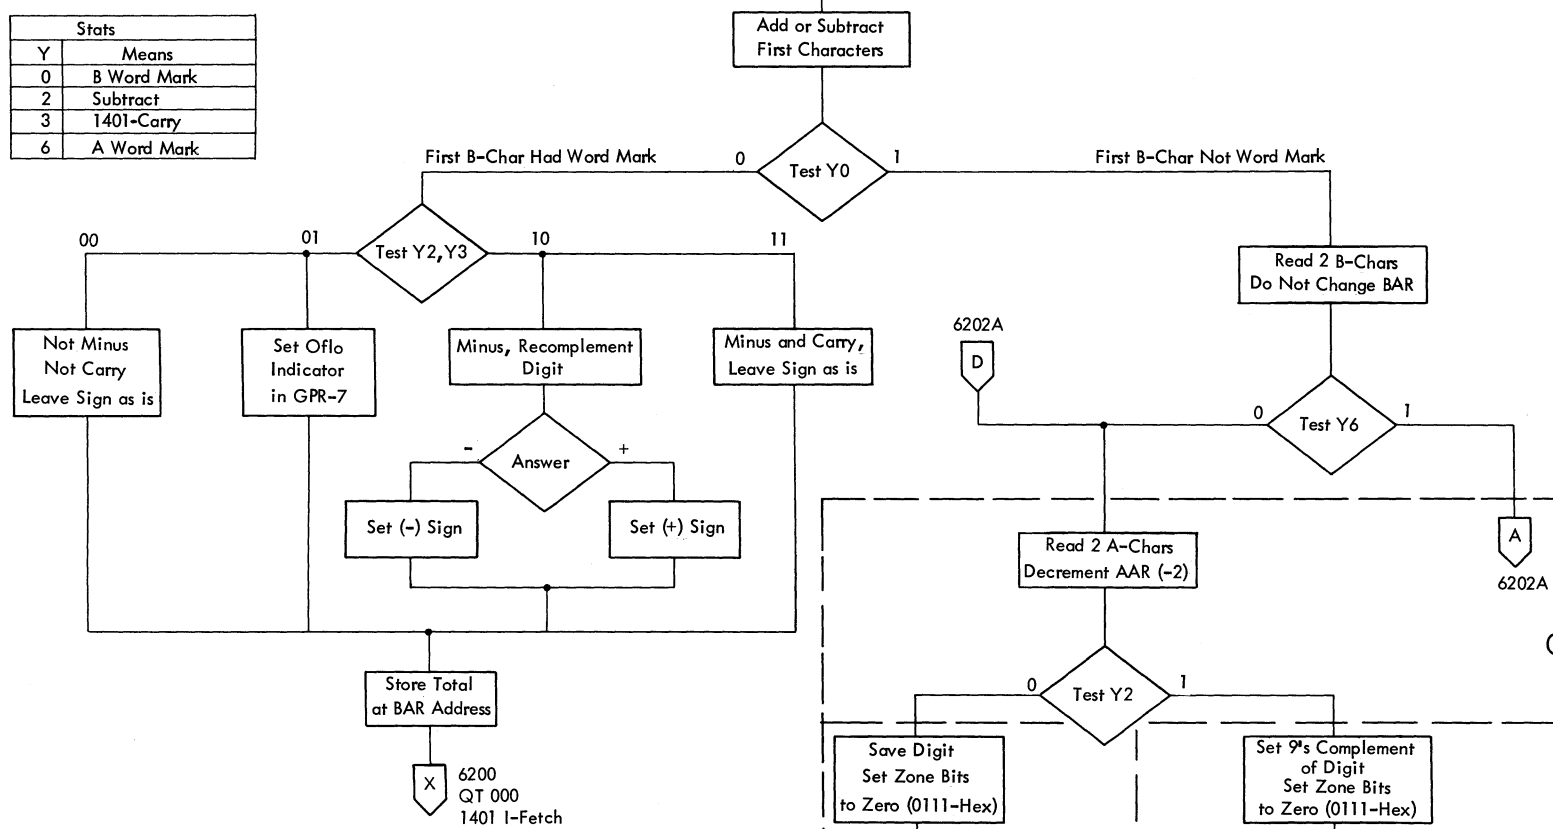 Stats
Y Means
0 B Word Mark
2 Subtract
3 1401-Carry
6 A Word Mark
Add or Subtract
First Characters
First B-Char Had Word Mark
0
Test Y0
1
First B-Char Not Word Mark
00
01
Test Y2, Y3
10
11
Read 2 B-Chars
Do Not Change BAR
Not Minus
Not Carry
Leave Sign as is
Set Oflo
Indicator
in GPR-7
Minus, Recomplement
Digit
Minus and Carry,
Leave Sign as is
6202A
D
0
Test Y6
1
-
Answer
+
Set (-) Sign
Set (+) Sign
A
6202A
Read 2 A-Chars
Decrement AAR (-2)
Store Total
at BAR Address
0
Test Y2
1
X
6200
QT 000
1401 I-Fetch
Save Digit
Set Zone Bits
to Zero (0111-Hex)
Set 9's Complement
of Digit
Set Zone Bits
to Zero (0111-Hex)